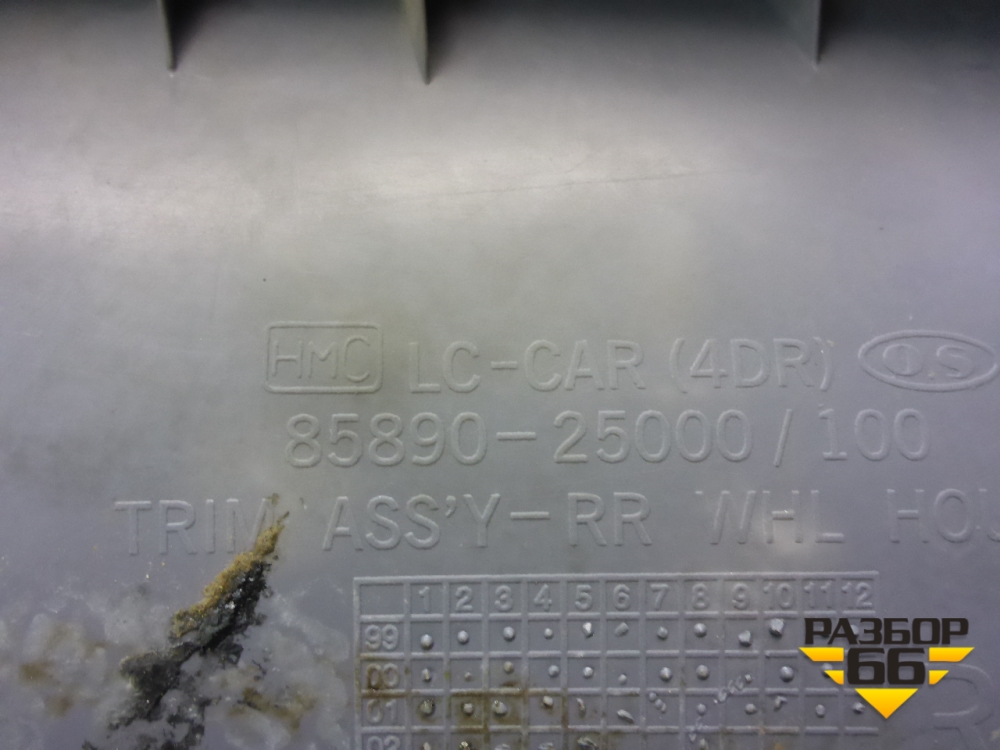 HMC LC-CAR (4DR) O.S
85890-25000/100
TRIM ASS'Y-RR WHL
1 2 3 4 5 6 7 8 9 10 11 12
99
00
01
РАЗБОР
66